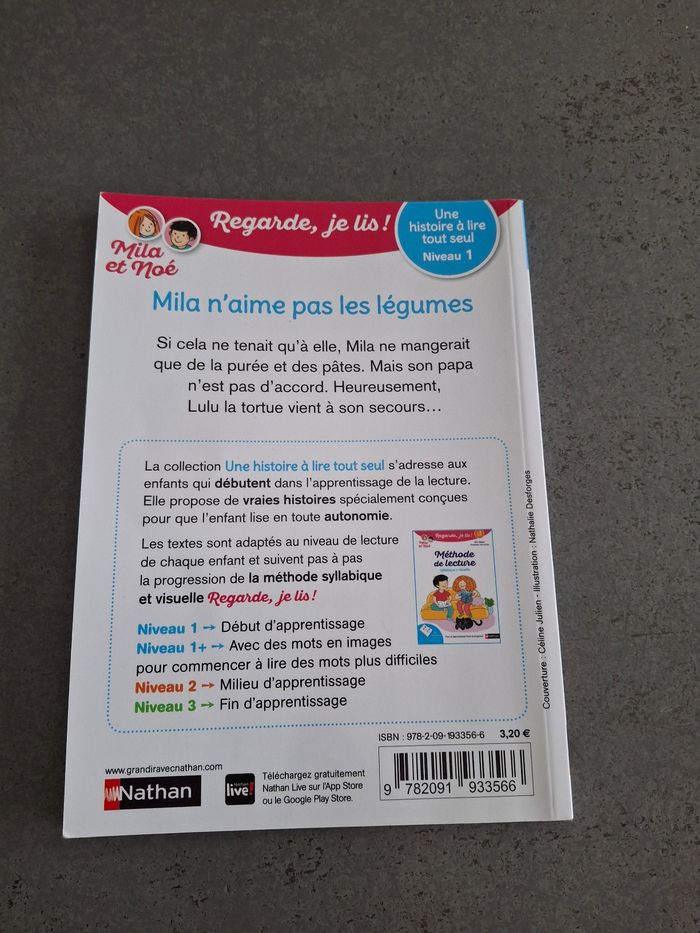 Mila
et Noé
Regarde, je lis !
Une
histoire à lire
tout seul
Niveau 1
Mila n'aime pas les légumes
Si cela ne tenait qu'à elle, Mila ne mangerait
que de la purée et des pâtes. Mais son papa
n'est pas d'accord. Heureusement,
Lulu la tortue vient à son secours...
La collection Une histoire à lire tout seul s'adresse aux
enfants qui débutent dans l'apprentissage de la lecture.
Elle propose de vraies histoires spécialement conçues
pour que l'enfant lise en toute autonomie.
Les textes sont adaptés au niveau de lecture
de chaque enfant et suivent pas à pas
la progression de la méthode syllabique
et visuelle Regarde, je lis !
Regarde, je lis !
Méthode
de lecture
Nathan
Niveau 1 → Début d'apprentissage
Niveau 1+ → Avec des mots en images
pour commencer à lire des mots plus difficiles
Niveau 2 → Milieu d'apprentissage
Niveau 3 → Fin d'apprentissage
Couverture : Céline Julien - Illustration : Nathalie Desforges
ISBN : 978-2-09-193356-6 3,20 €
www.grandiravecnathan.com
Nathan
Nathan
live!
Téléchargez gratuitement
Nathan Live sur l'App Store
ou le Google Play Store.
9 782091 933566